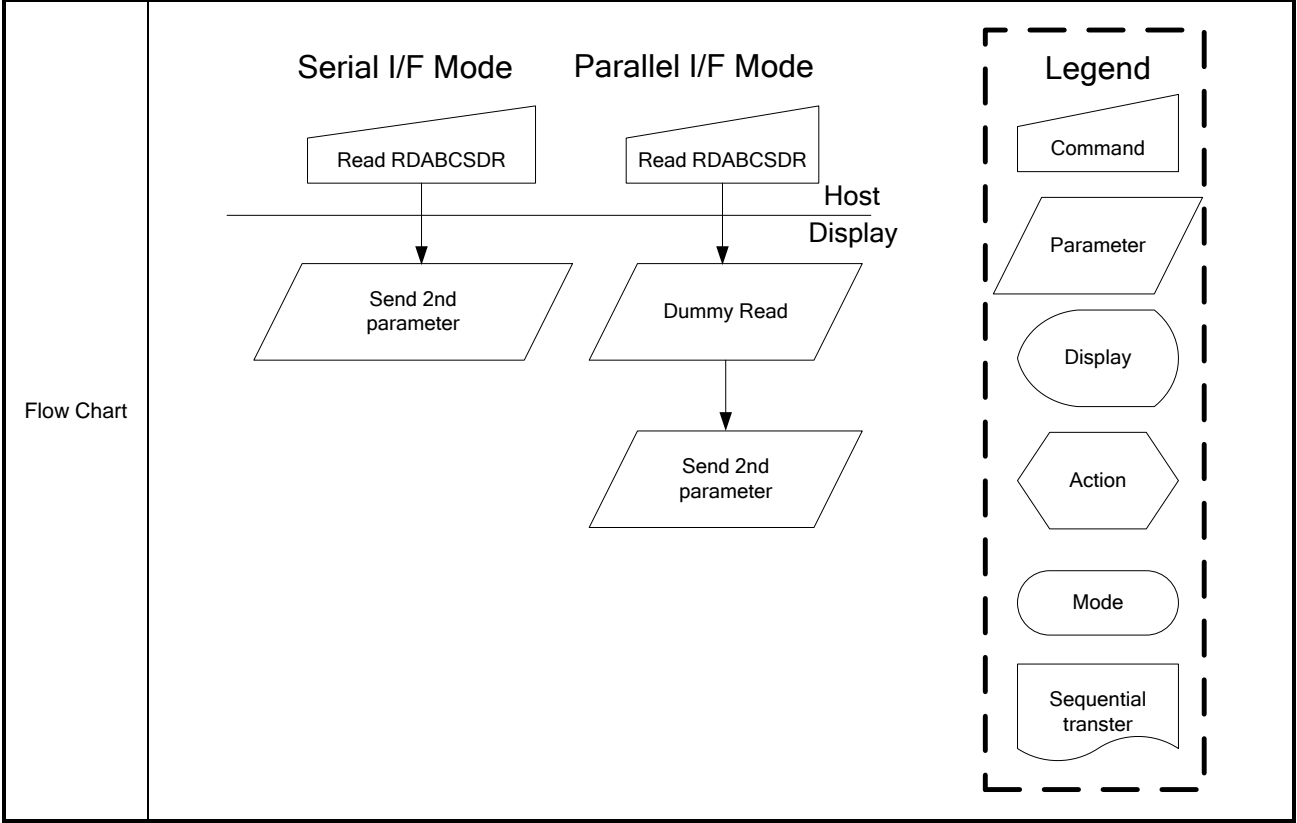 Flow Chart
Serial I/F Mode
Read RDABCSDR
Send 2nd
parameter
Parallel I/F Mode
Read RDABCSDR
Host
Display
Dummy Read
Send 2nd
parameter
Legend
Command
Parameter
Display
Action
Mode
Sequential
transter